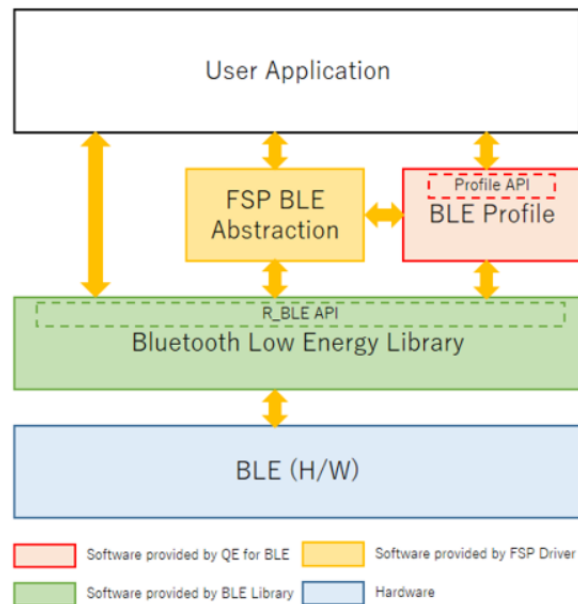 User Application
FSP BLE
Abstraction
Profile API
BLE Profile
R_BLE API
Bluetooth Low Energy Library
BLE (H/W)
Software provided by QE for BLE
Software provided by FSP Driver
Software provided by BLE Library
Hardware